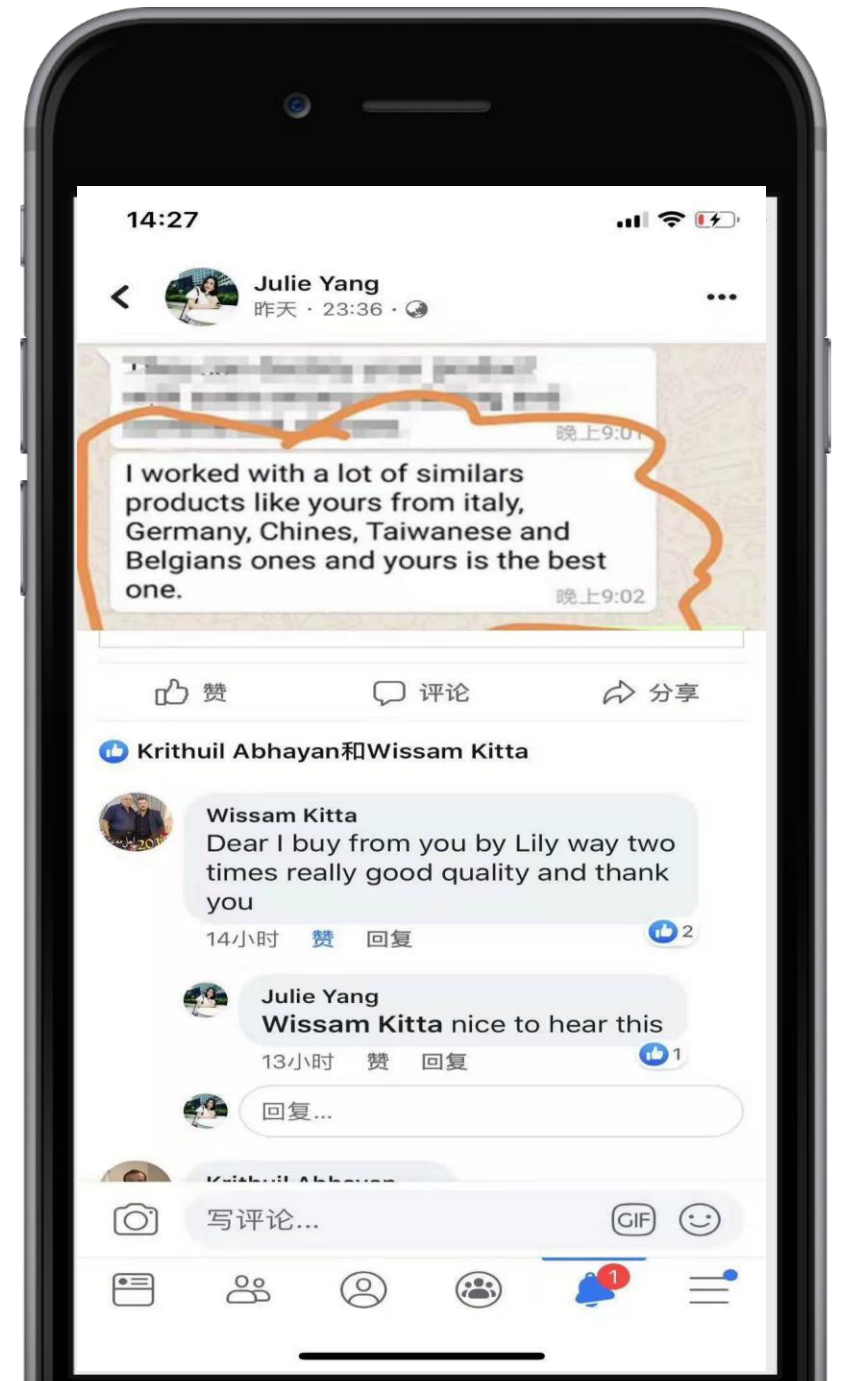 14:27
Julie Yang
昨天 · 23:36 ·
晚上9:01
I worked with a lot of similars
products like yours from italy,
Germany, Chines, Taiwanese and
Belgians ones and yours is the best
one.
晚上9:02
赞 评论 分享
Krithuil Abhayan和Wissam Kitta
Wissam Kitta
Dear I buy from you by Lily way two
times really good quality and thank
you
14小时 赞 回复 2
Julie Yang
Wissam Kitta nice to hear this
13小时 赞 回复 1
回复...
Krithuil Abhayan
写评论... GIF
1